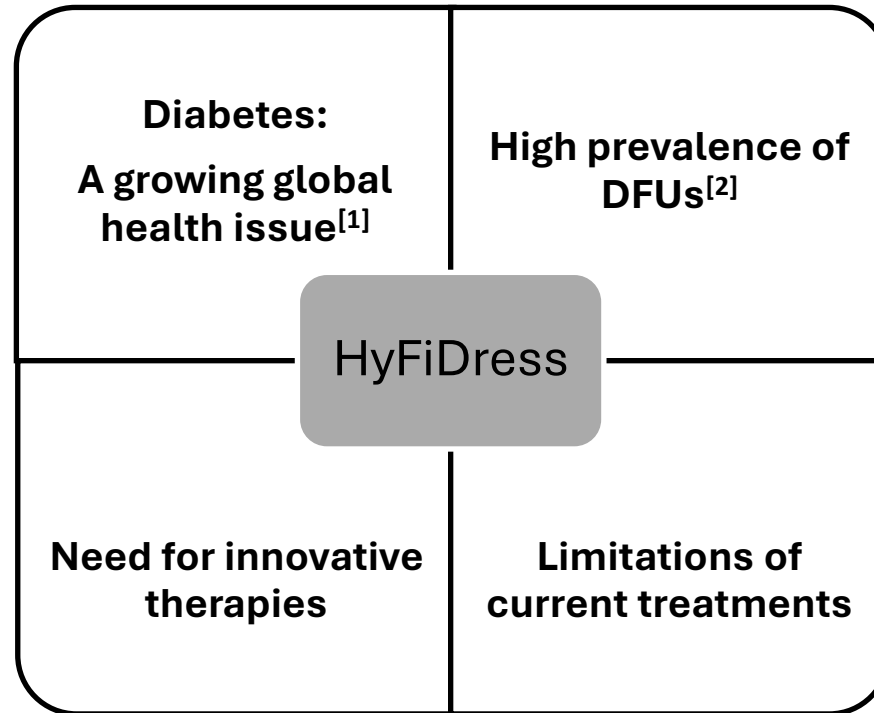 Diabetes:
A growing global
health issue[1]
High prevalence of
DFUs[2]
HyFiDress
Need for innovative
therapies
Limitations of
current treatments